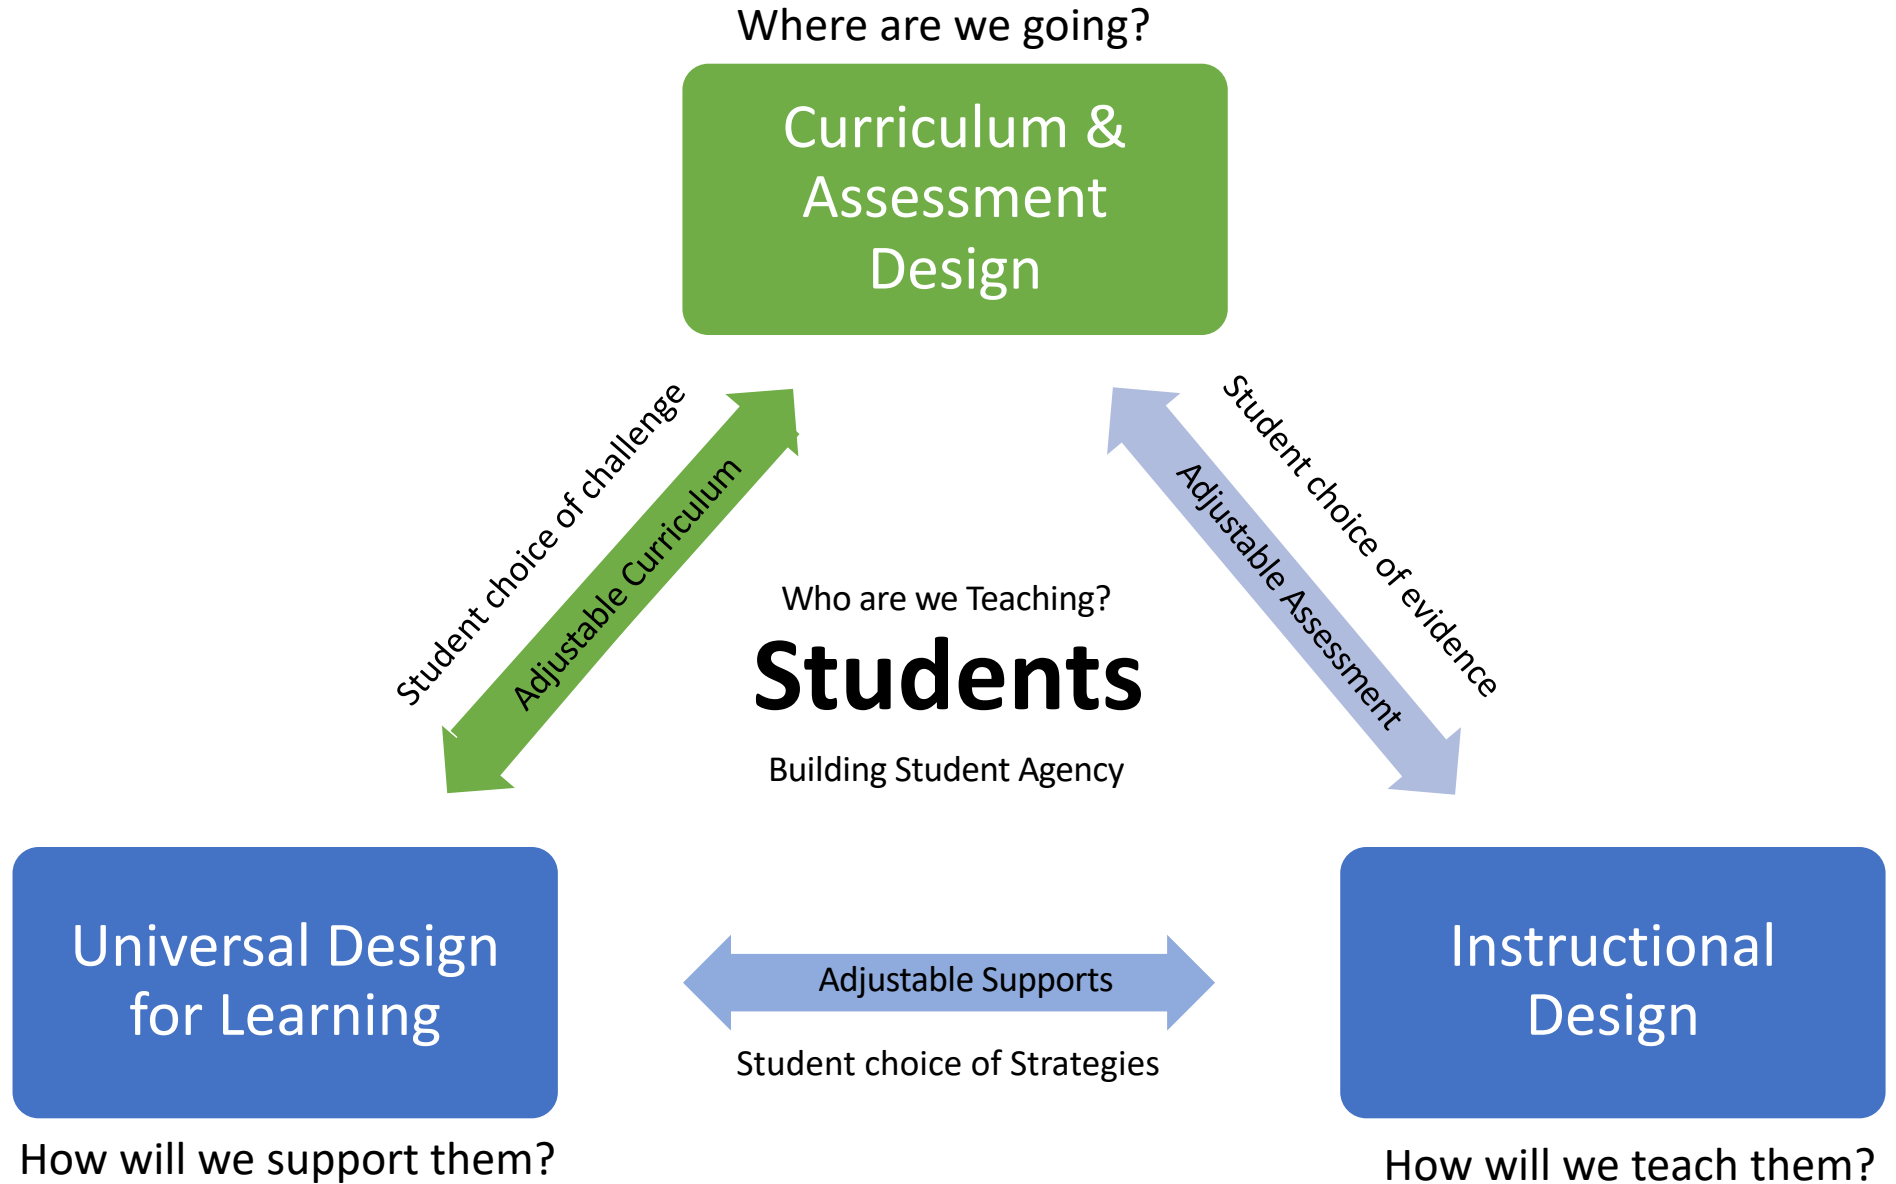 Where are we going?
Curriculum &
Assessment
Design
Student choice of challenge
Adjustable Curriculum
Adjustable Assessment
Student choice of evidence
Who are we Teaching?
Students
Building Student Agency
Universal Design
for Learning
Adjustable Supports
Student choice of Strategies
Instructional
Design
How will we support them?
How will we teach them?